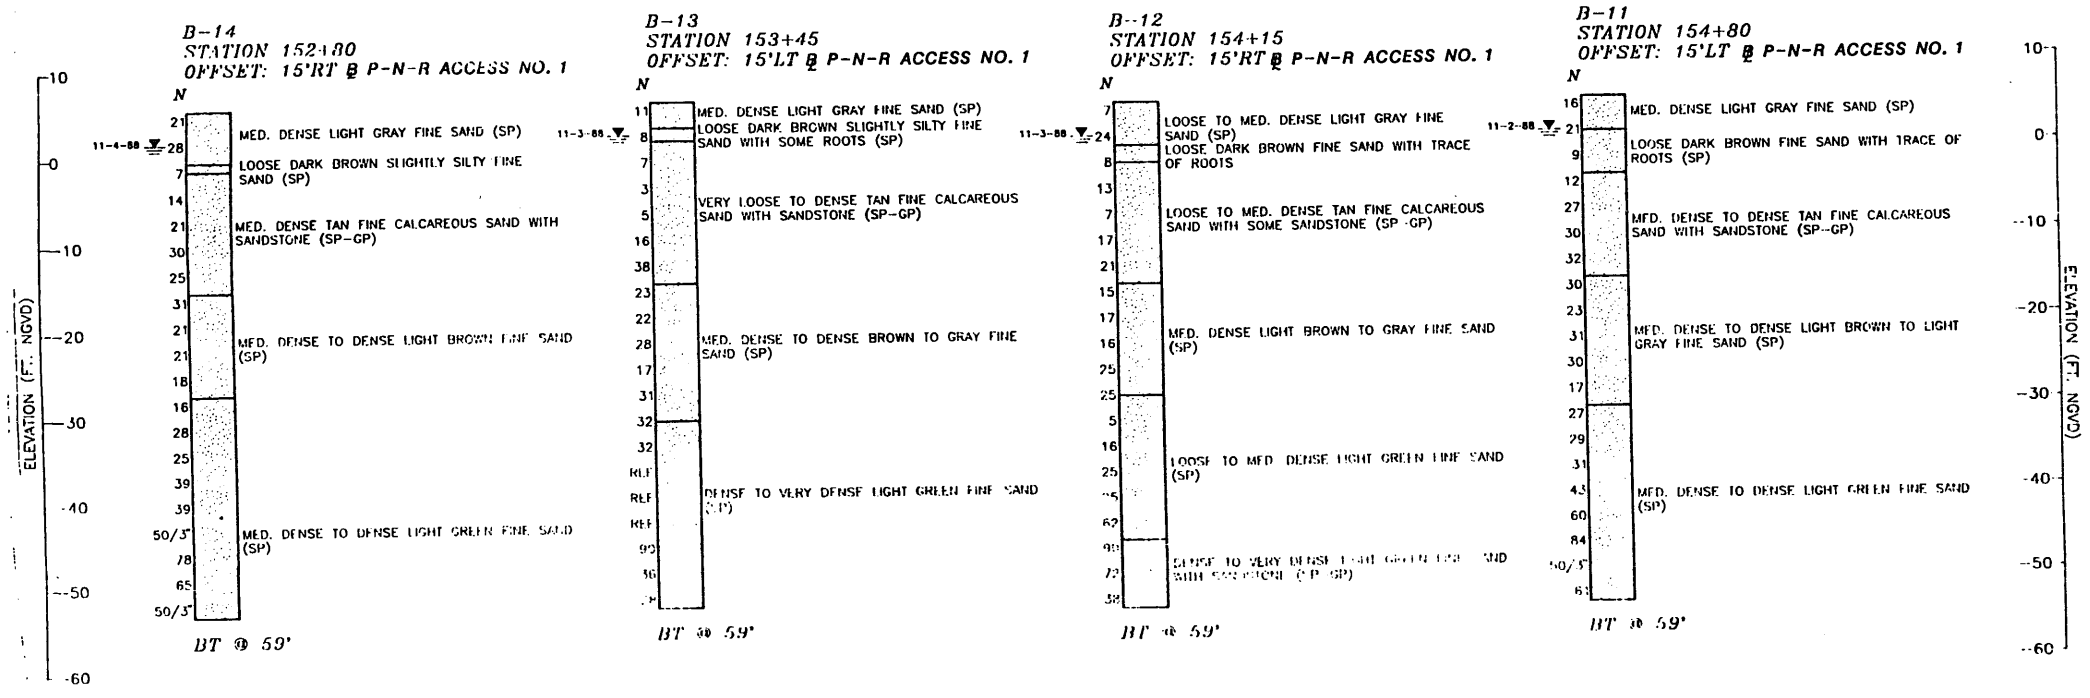 B-14
STATION 152+80
OFFSET: 15'RT ℄ P-N-R ACCESS NO. 1
N
21
28
7
14
21
30
25
31
21
21
18
16
28
25
39
39
50/3"
78
65
50/3"
11-4-88
MED. DENSE LIGHT GRAY FINE SAND (SP)
LOOSE DARK BROWN SLIGHTLY SILTY FINE
SAND (SP)
MED. DENSE TAN FINE CALCAREOUS SAND WITH
SANDSTONE (SP-GP)
MED. DENSE TO DENSE LIGHT BROWN FINE SAND
(SP)
MED. DENSE TO DENSE LIGHT GREEN FINE SAND
(SP)
BT @ 59'
B-13
STATION 153+45
OFFSET: 15'LT ℄ P-N-R ACCESS NO. 1
N
11
8
7
3
5
16
38
23
22
28
17
31
32
32
REF
REF
REF
11-3-88
MED. DENSE LIGHT GRAY FINE SAND (SP)
LOOSE DARK BROWN SLIGHTLY SILTY FINE
SAND WITH SOME ROOTS (SP)
VERY LOOSE TO DENSE TAN FINE CALCAREOUS
SAND WITH SANDSTONE (SP-GP)
MED. DENSE TO DENSE BROWN TO GRAY FINE
SAND (SP)
DENSE TO VERY DENSE LIGHT GREEN FINE SAND
(SP)
BT @ 59'
B-12
STATION 154+15
OFFSET: 15'RT ℄ P-N-R ACCESS NO. 1
N
7
24
8
13
7
17
21
15
17
16
25
25
5
16
25
62
11-3-88
LOOSE TO MED. DENSE LIGHT GRAY FINE
SAND (SP)
LOOSE DARK BROWN FINE SAND WITH TRACE
OF ROOTS
LOOSE TO MED. DENSE TAN FINE CALCAREOUS
SAND WITH SOME SANDSTONE (SP-GP)
MED. DENSE LIGHT BROWN TO GRAY FINE SAND
(SP)
LOOSE TO MED. DENSE LIGHT GREEN FINE SAND
(SP)
DENSE TO VERY DENSE LIGHT GREEN FINE SAND
WITH SANDSTONE (SP-GP)
BT @ 59'
B-11
STATION 154+80
OFFSET: 15'LT ℄ P-N-R ACCESS NO. 1
N
16
21
9
12
27
30
32
30
23
31
30
17
27
29
31
43
60
84
50/3"
61
11-2-88
MED. DENSE LIGHT GRAY FINE SAND (SP)
LOOSE DARK BROWN FINE SAND WITH TRACE OF
ROOTS (SP)
MED. DENSE TO DENSE TAN FINE CALCAREOUS
SAND WITH SANDSTONE (SP-GP)
MED. DENSE TO DENSE LIGHT BROWN TO LIGHT
GRAY FINE SAND (SP)
MED. DENSE TO DENSE LIGHT GREEN FINE SAND
(SP)
BT @ 59'
10
0
-10
-20
-30
-40
-50
-60
ELEVATION (FT. NGVD)
10
0
-10
-20
-30
-40
-50
-60
ELEVATION (FT. NGVD)